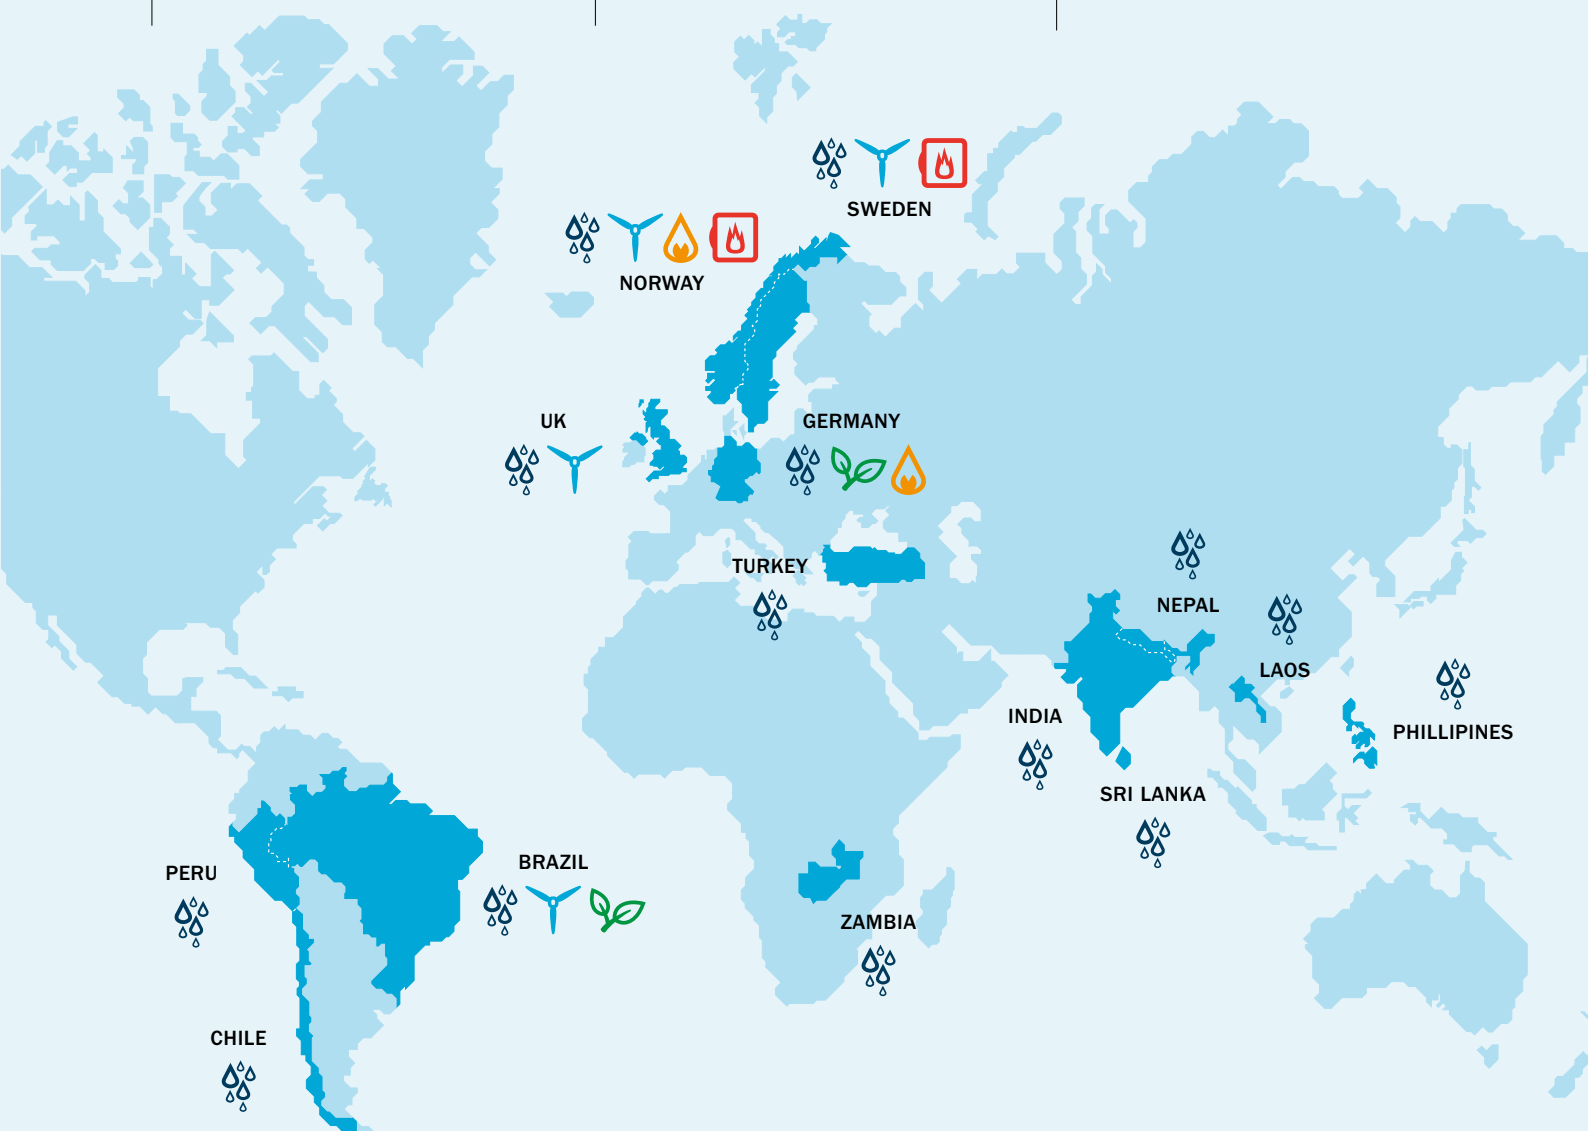 SWEDEN
NORWAY
UK
GERMANY
TURKEY
NEPAL
LAOS
INDIA
PHILLIPINES
SRI LANKA
PERU
BRAZIL
ZAMBIA
CHILE